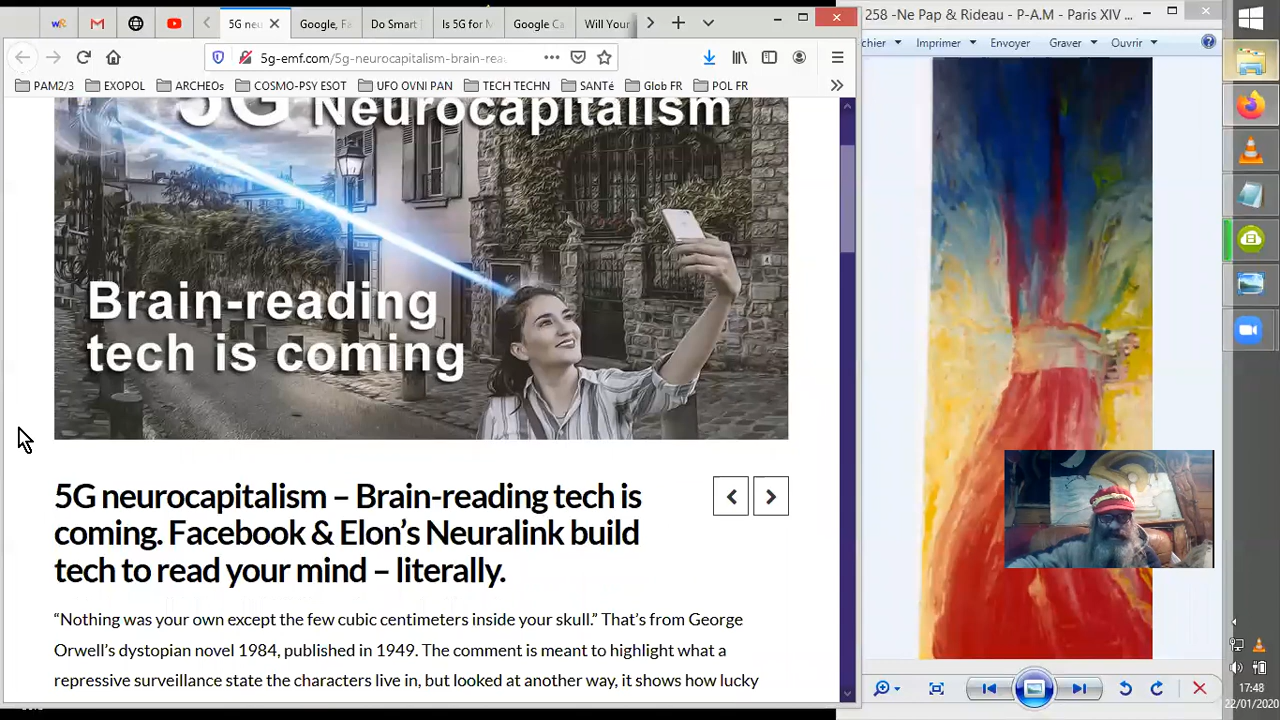 5G neu
Google, Fa
Do Smart
Is 5G for M
Google Ca
Will Your
258 -Ne Pap & Rideau - P-A.M - Paris XIV ...
chier
Imprimer
Envoyer
Graver
Ouvrir
5g-emf.com/5g-neurocapitalism-brain-rea
PAM2/3
EXOPOL
ARCHEOs
COSMO-PSY ESOT
UFO OVNI PAN
TECH TECHN
SANTé
Glob FR
POL FR
5G Neurocapitalism
Brain-reading
tech is coming
5G neurocapitalism – Brain-reading tech is
coming. Facebook & Elon’s Neuralink build
tech to read your mind – literally.
“Nothing was your own except the few cubic centimeters inside your skull.” That’s from George
Orwell’s dystopian novel 1984, published in 1949. The comment is meant to highlight what a
repressive surveillance state the characters live in, but looked at another way, it shows how lucky
17:48
22/01/2020